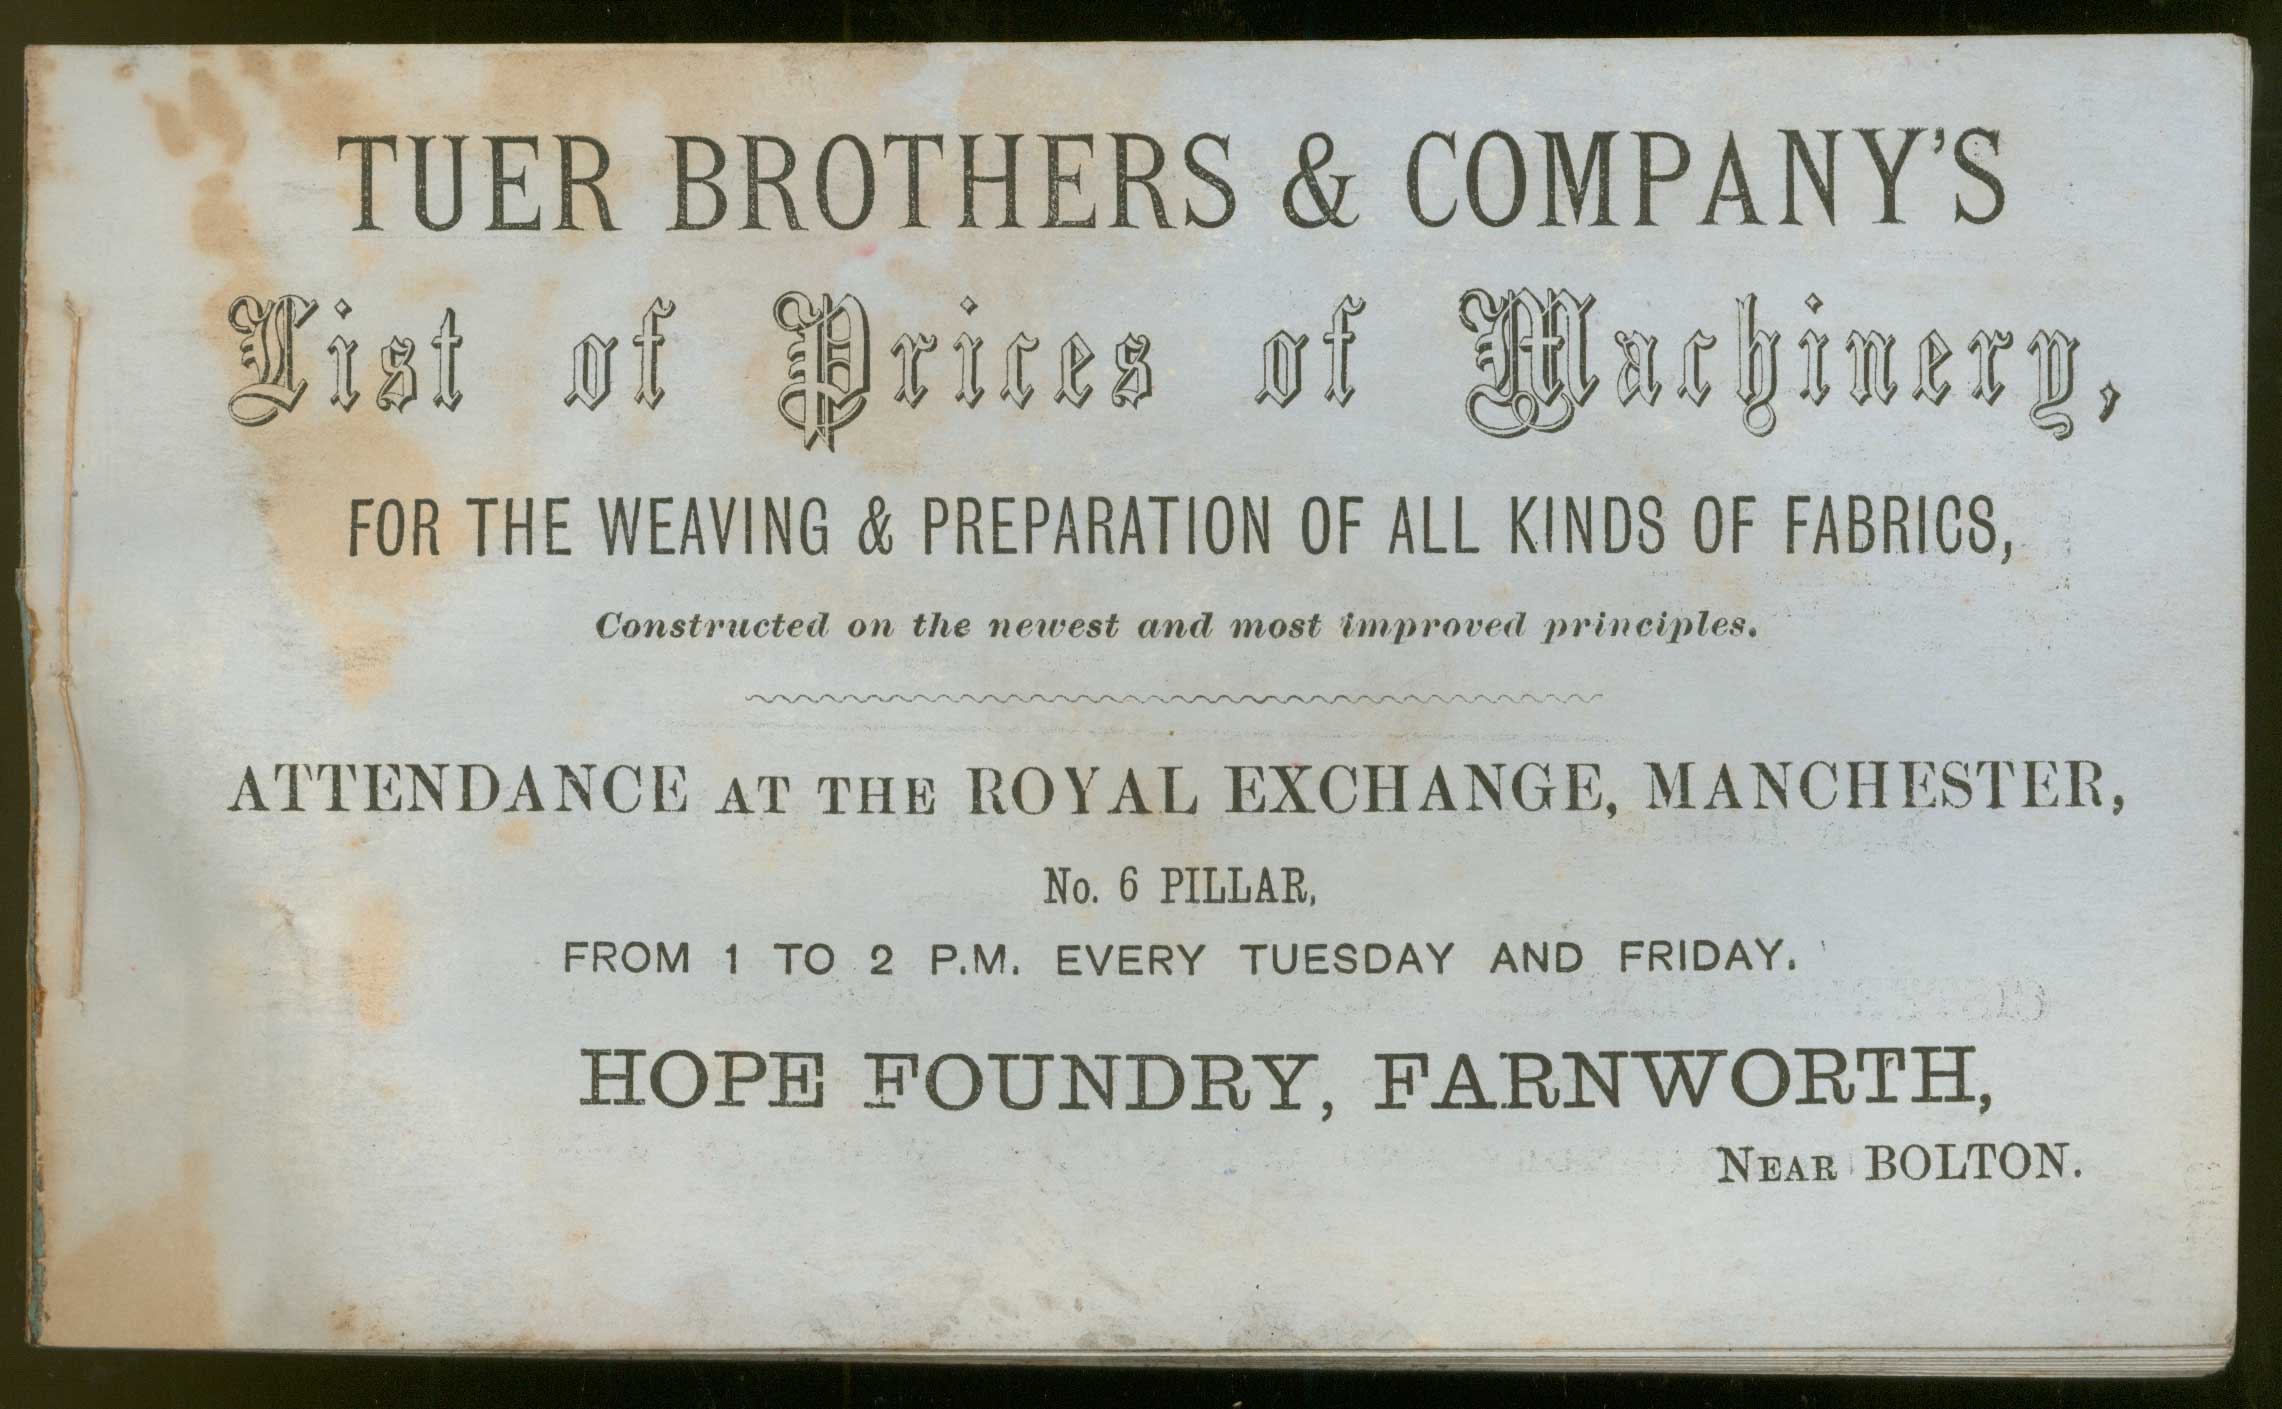 TUER BROTHERS & COMPANY'S
List of Prices of Machinery,
FOR THE WEAVING & PREPARATION OF ALL KINDS OF FABRICS,
Constructed on the newest and most improved principles.
ATTENDANCE AT THE ROYAL EXCHANGE, MANCHESTER,
No. 6 PILLAR,
FROM 1 TO 2 P.M. EVERY TUESDAY AND FRIDAY.
HOPE FOUNDRY, FARNWORTH,
NEAR BOLTON.